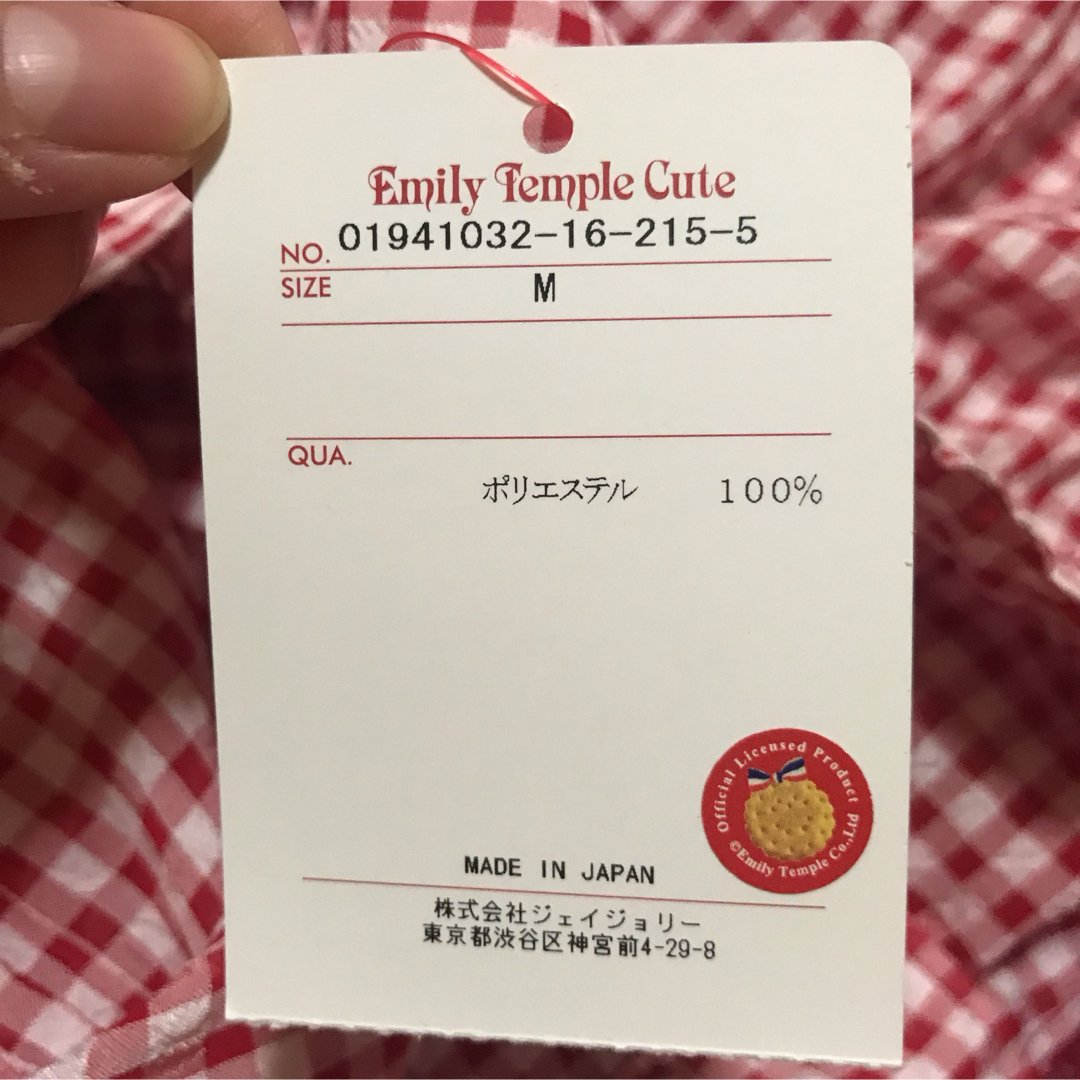 Emily Temple Cute
NO. 01941032-16-215-5
SIZE M
QUA.
ポリエステル 100%
Official Licensed Product
©Emily Temple Co.,Ltd
MADE IN JAPAN
株式会社ジェイジョリー
東京都渋谷区神宮前4-29-8